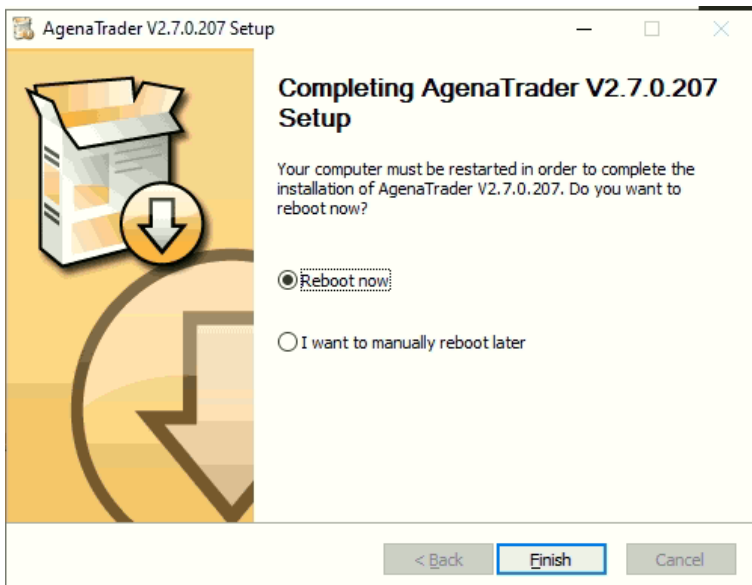 AgenaTrader V2.7.0.207 Setup
Completing AgenaTrader V2.7.0.207
Setup
Your computer must be restarted in order to complete the
installation of AgenaTrader V2.7.0.207. Do you want to
reboot now?
Reboot now
I want to manually reboot later
< Back
Finish
Cancel